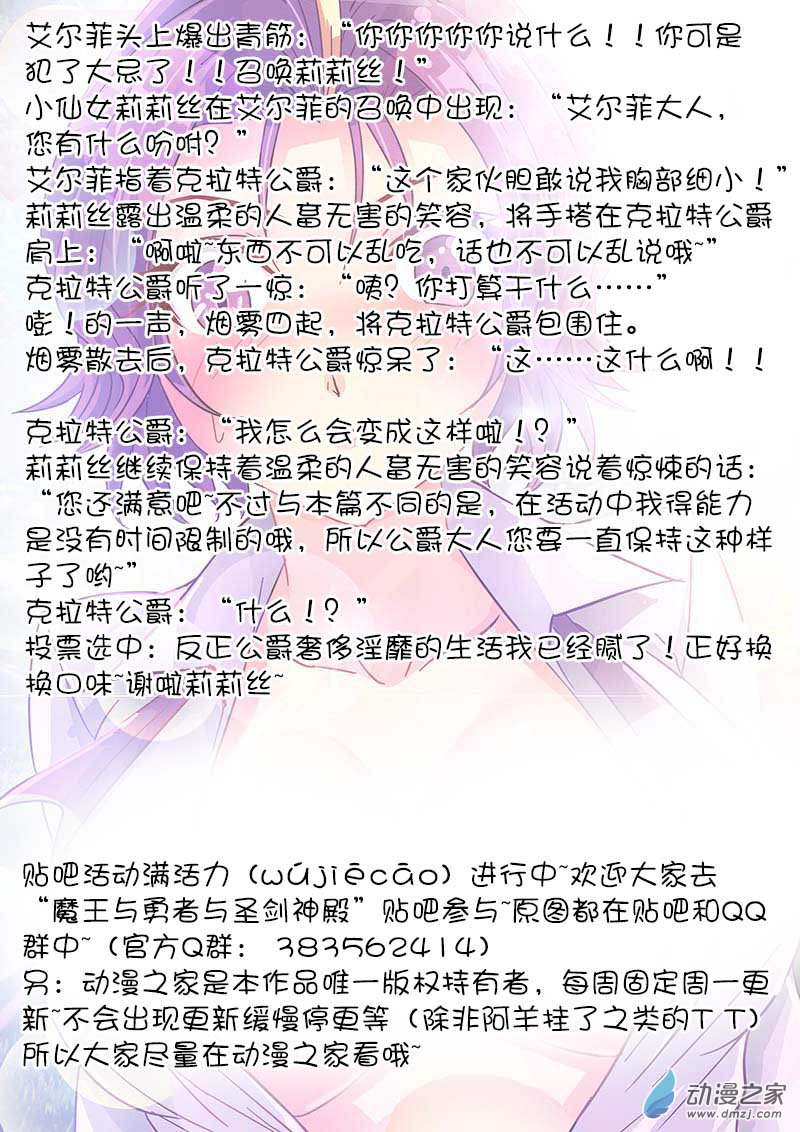 艾尔菲头上爆出青筋：“你你你你你说什么！！你可是
犯了大忌了！！召唤莉莉丝！”
小仙女莉莉丝在艾尔菲的召唤中出现：“艾尔菲大人，
您有什么吩咐？”
艾尔菲指着克拉特公爵：“这个家伙胆敢说我胸部细小！”
莉莉丝露出温柔的人畜无害的笑容，将手搭在克拉特公爵
肩上：“啊啦~东西不可以乱吃，话也不可以乱说哦~”
克拉特公爵听了一惊：“咦？你打算干什么……”
嘭！的一声，烟雾四起，将克拉特公爵包围住。
烟雾散去后，克拉特公爵惊呆了：“这……这什么啊！！
克拉特公爵：“我怎么会变成这样啦！？”
莉莉丝继续保持着温柔的人畜无害的笑容说着惊悚的话：
“您还满意吧~不过与本篇不同的是，在活动中我得能力
是没有时间限制的哦，所以公爵大人您要一直保持这种样
子了哟~”
克拉特公爵：“什么！？”
投票选中：反正公爵奢侈淫靡的生活我已经腻了！正好换
换口味~谢啦莉莉丝~
贴吧活动满活力（wújiēcāo）进行中~欢迎大家去
“魔王与勇者与圣剑神殿”贴吧参与~原图都在贴吧和QQ
群中~（官方Q群： 383562414）
另：动漫之家是本作品唯一版权持有者，每周固定周一更
新~不会出现更新缓慢停更等（除非阿羊挂了之类的TT）
所以大家尽量在动漫之家看哦~
动漫之家
www.dmzj.com